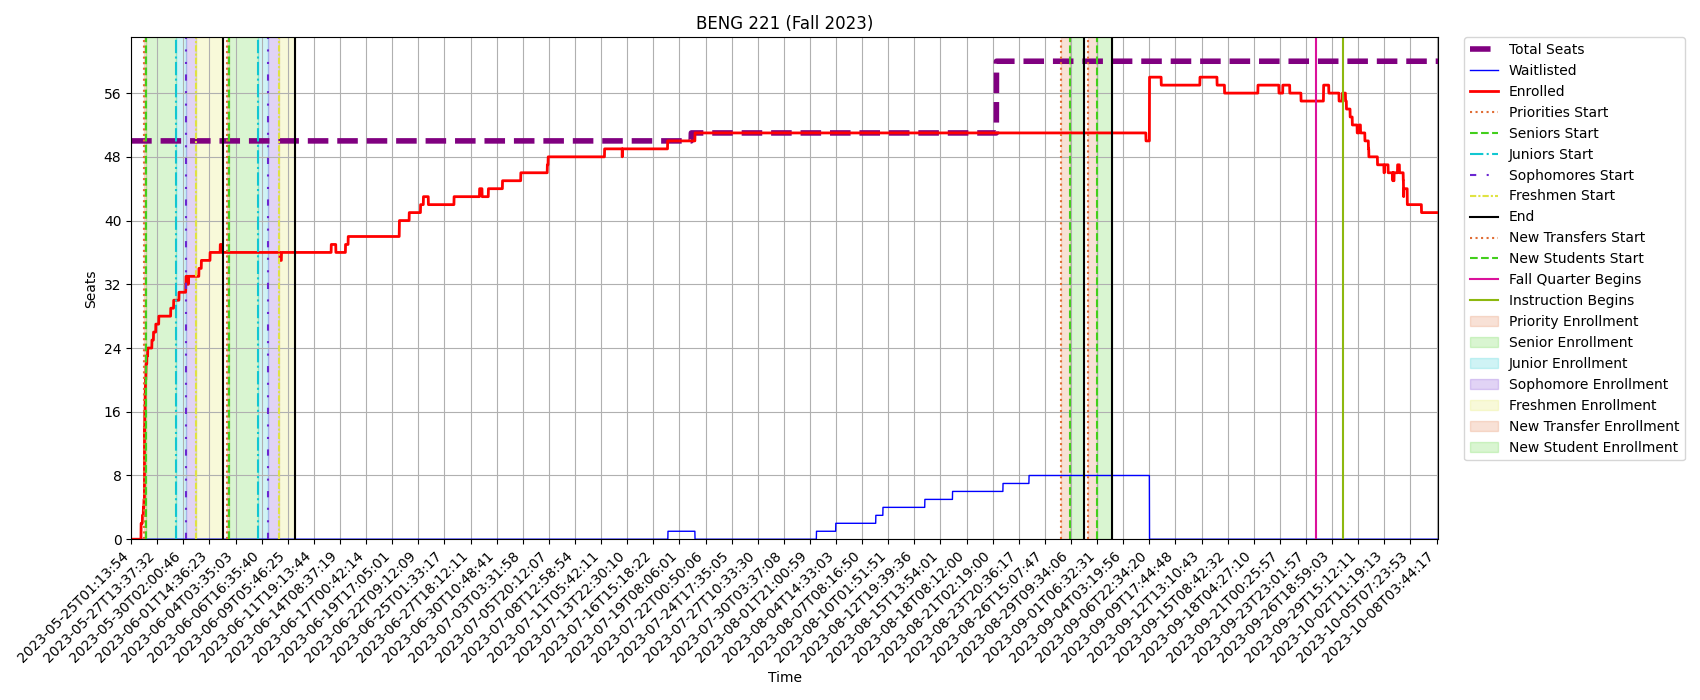 BENG 221 (Fall 2023)
Seats
56
48
40
32
24
16
8
0
2023-05-25T01:13:54
2023-05-27T13:37:32
2023-05-30T02:00:46
2023-06-01T14:36:23
2023-06-04T03:35:03
2023-06-06T16:35:40
2023-06-09T05:46:25
2023-06-11T19:13:44
2023-06-14T08:37:19
2023-06-17T00:42:14
2023-06-19T17:05:01
2023-06-22T09:12:09
2023-06-25T01:33:17
2023-06-27T18:12:11
2023-06-30T10:48:41
2023-07-03T03:31:58
2023-07-05T20:12:07
2023-07-08T12:58:54
2023-07-11T05:42:11
2023-07-13T22:30:16
2023-07-16T15:18:22
2023-07-19T08:06:01
2023-07-22T00:50:06
2023-07-24T17:35:05
2023-07-27T10:33:30
2023-07-30T03:37:08
2023-08-01T21:00:59
2023-08-04T14:33:03
2023-08-07T08:16:50
2023-08-10T01:51:51
2023-08-12T19:39:36
2023-08-15T13:54:01
2023-08-18T08:12:00
2023-08-21T02:19:00
2023-08-23T20:36:17
2023-08-26T15:07:47
2023-08-29T09:34:06
2023-09-01T06:32:31
2023-09-04T03:19:56
2023-09-06T22:34:20
2023-09-09T17:44:48
2023-09-12T13:10:43
2023-09-15T08:42:32
2023-09-18T04:27:10
2023-09-21T00:25:57
2023-09-23T23:01:57
2023-09-26T18:59:03
2023-09-29T15:12:11
2023-10-02T11:19:13
2023-10-05T07:23:53
2023-10-08T03:44:17
Time
Total Seats
Waitlisted
Enrolled
Priorities Start
Seniors Start
Juniors Start
Sophomores Start
Freshmen Start
End
New Transfers Start
New Students Start
Fall Quarter Begins
Instruction Begins
Priority Enrollment
Senior Enrollment
Junior Enrollment
Sophomore Enrollment
Freshmen Enrollment
New Transfer Enrollment
New Student Enrollment